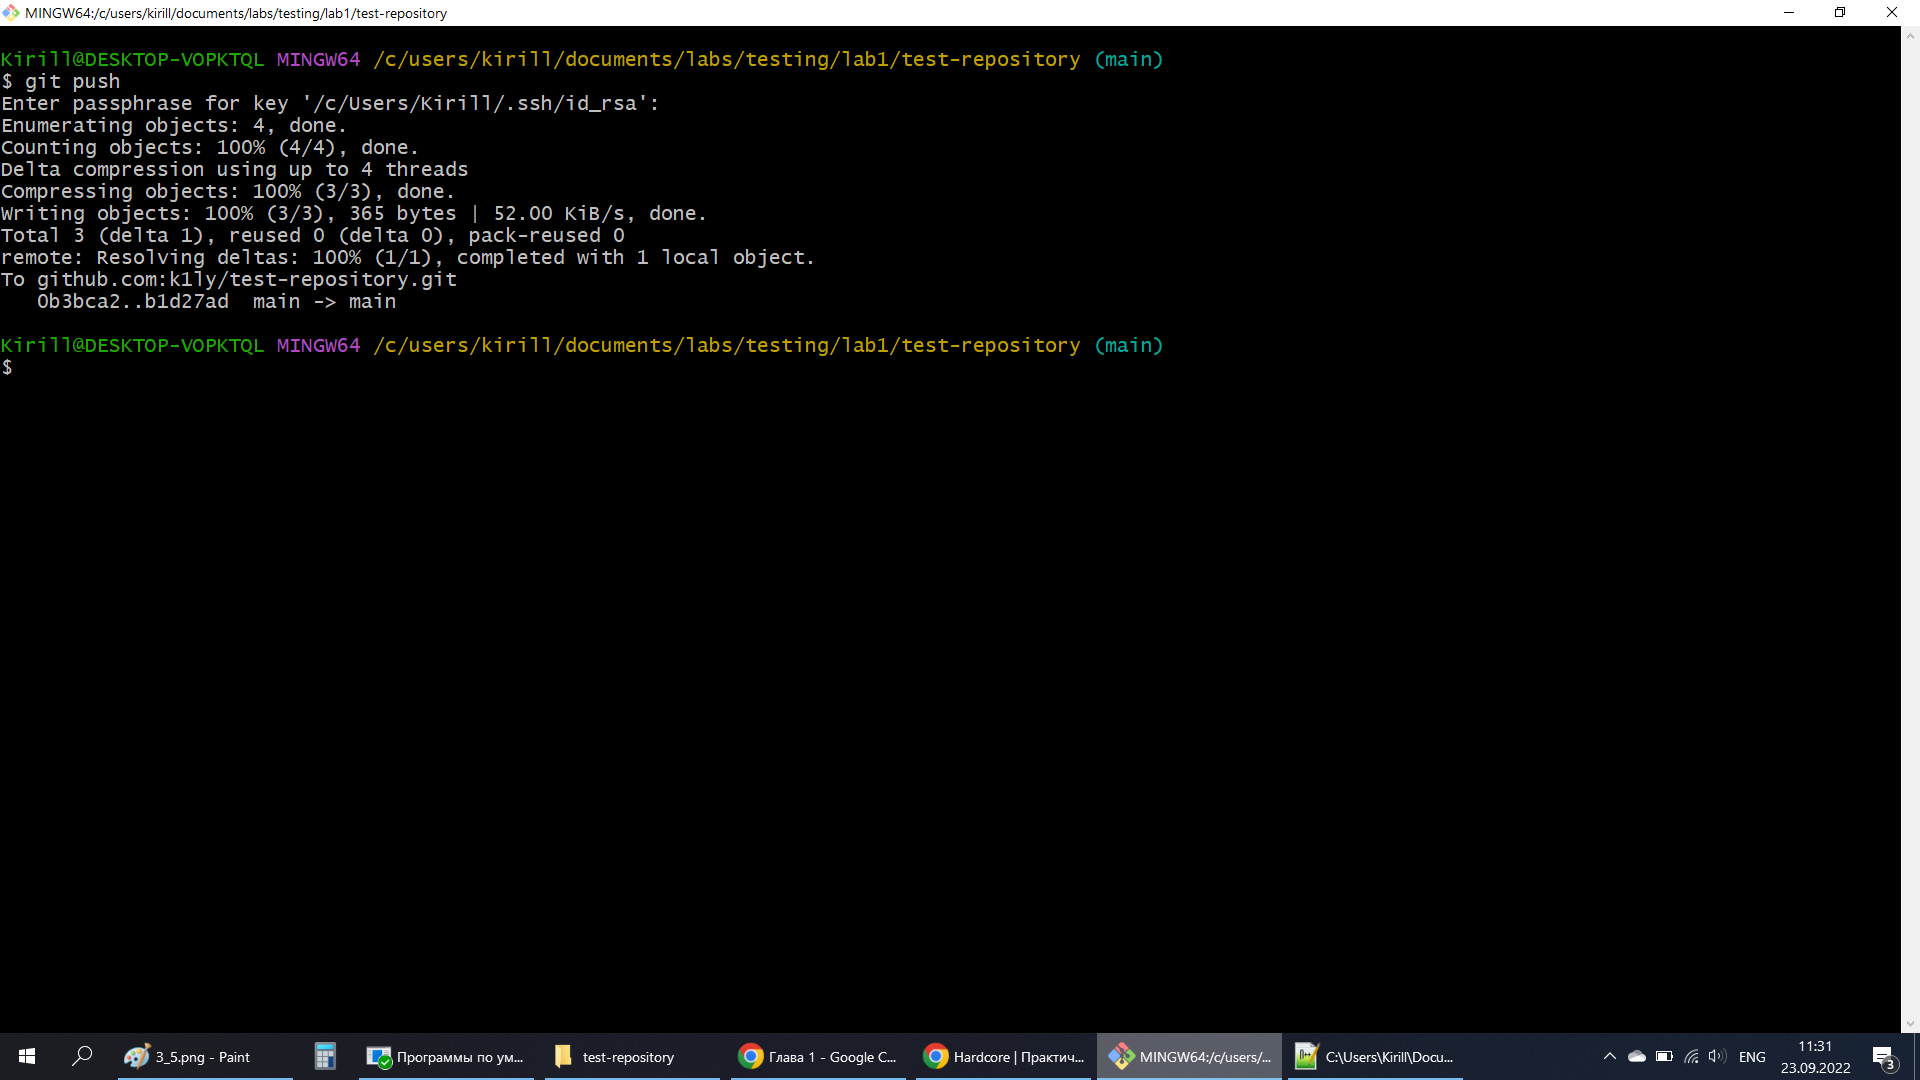 MINGW64:/c/users/kirill/documents/labs/testing/lab1/test-repository
Kirill@DESKTOP-VOPKTQL MINGW64 /c/users/kirill/documents/labs/testing/lab1/test-repository (main)
$ git push
Enter passphrase for key '/c/Users/Kirill/.ssh/id_rsa':
Enumerating objects: 4, done.
Counting objects: 100% (4/4), done.
Delta compression using up to 4 threads
Compressing objects: 100% (3/3), done.
Writing objects: 100% (3/3), 365 bytes | 52.00 KiB/s, done.
Total 3 (delta 1), reused 0 (delta 0), pack-reused 0
remote: Resolving deltas: 100% (1/1), completed with 1 local object.
To github.com:k1ly/test-repository.git
   0b3bca2..b1d27ad  main -> main
Kirill@DESKTOP-VOPKTQL MINGW64 /c/users/kirill/documents/labs/testing/lab1/test-repository (main)
$
3_5.png - Paint
Программы по ум...
test-repository
Глава 1 - Google C...
Hardcore | Практич...
MINGW64:/c/users/...
C:\Users\Kirill\Docu...
ENG
11:31
23.09.2022
3